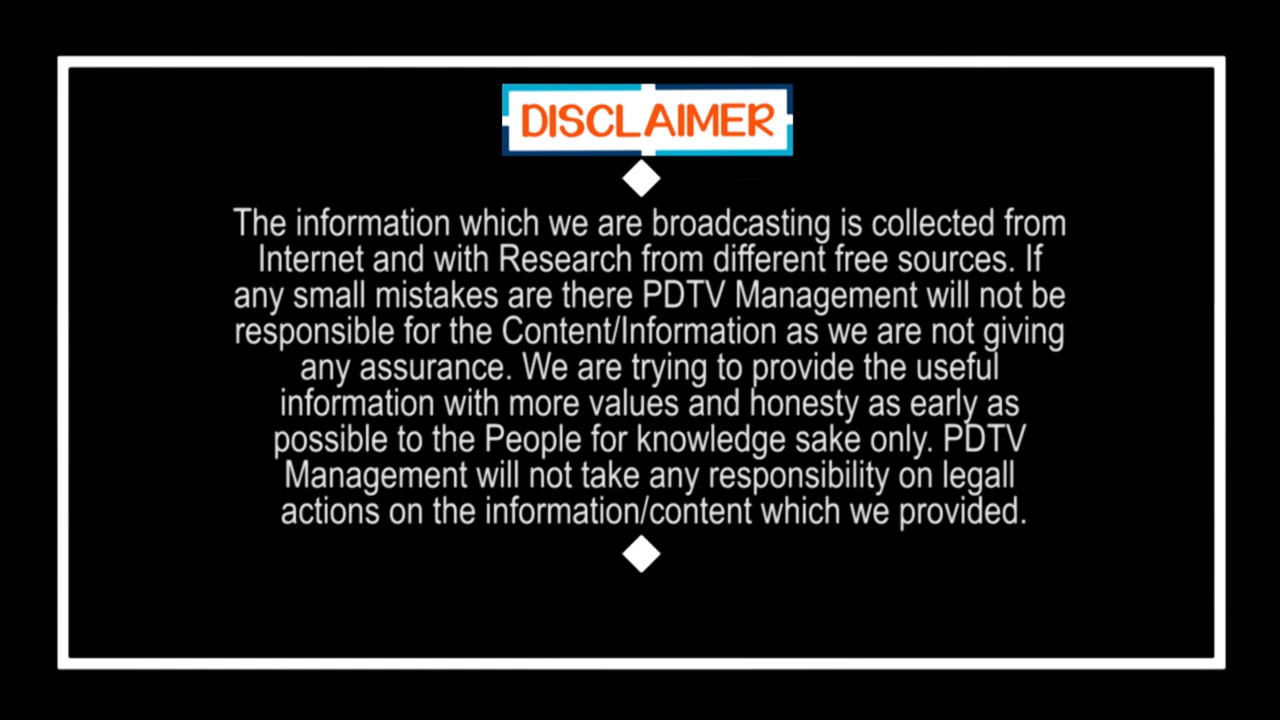 DISCLAIMER
The information which we are broadcasting is collected from
Internet and with Research from different free sources. If
any small mistakes are there PDTV Management will not be
responsible for the Content/Information as we are not giving
any assurance. We are trying to provide the useful
information with more values and honesty as early as
possible to the People for knowledge sake only. PDTV
Management will not take any responsibility on legall
actions on the information/content which we provided.